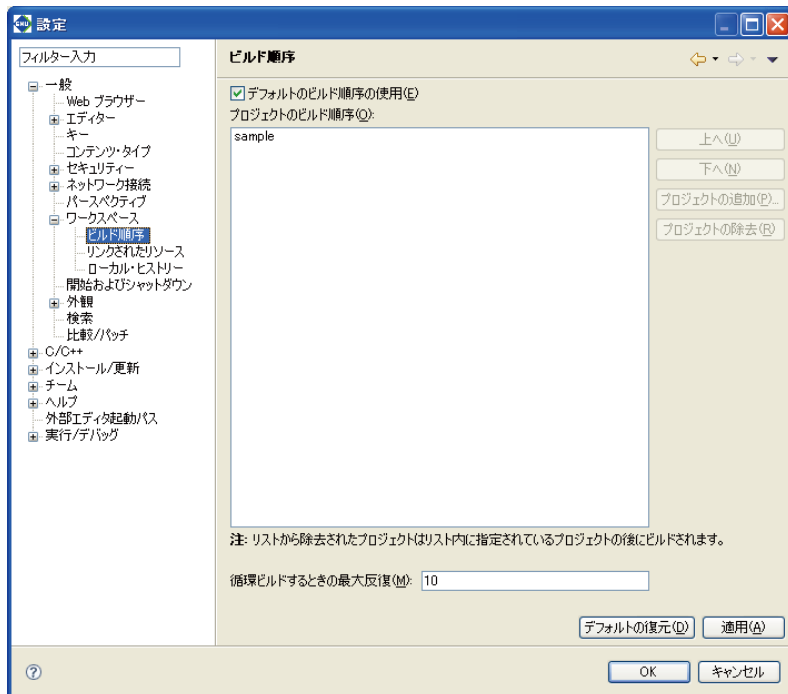 設定
フィルター入力
ビルド順序
一般
Web ブラウザー
エディター
キー
コンテンツ・タイプ
セキュリティー
ネットワーク接続
パースペクティブ
ワークスペース
ビルド順序
リンクされたリソース
ローカル・ヒストリー
開始およびシャットダウン
外観
検索
比較/パッチ
C/C++
インストール/更新
チーム
ヘルプ
外部エディタ起動パス
実行/デバッグ
デフォルトのビルド順序の使用(E)
プロジェクトのビルド順序(O):
sample
上へ(U)
下へ(N)
プロジェクトの追加(P)...
プロジェクトの除去(R)
注: リストから除去されたプロジェクトはリスト内に指定されているプロジェクトの後にビルドされます。
循環ビルドするときの最大反復(M): 10
デフォルトの復元(D) 適用(A)
OK キャンセル